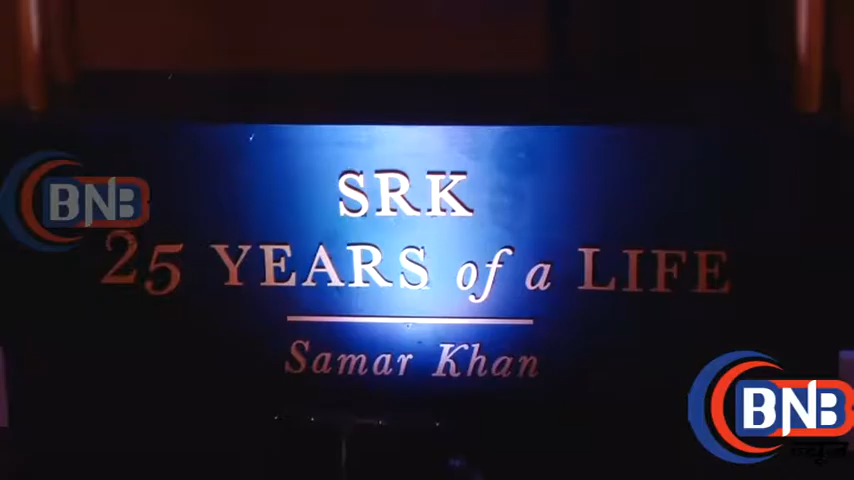 SRK
25 YEARS of a LIFE
Samar Khan
BNB
BNB
न्यूज